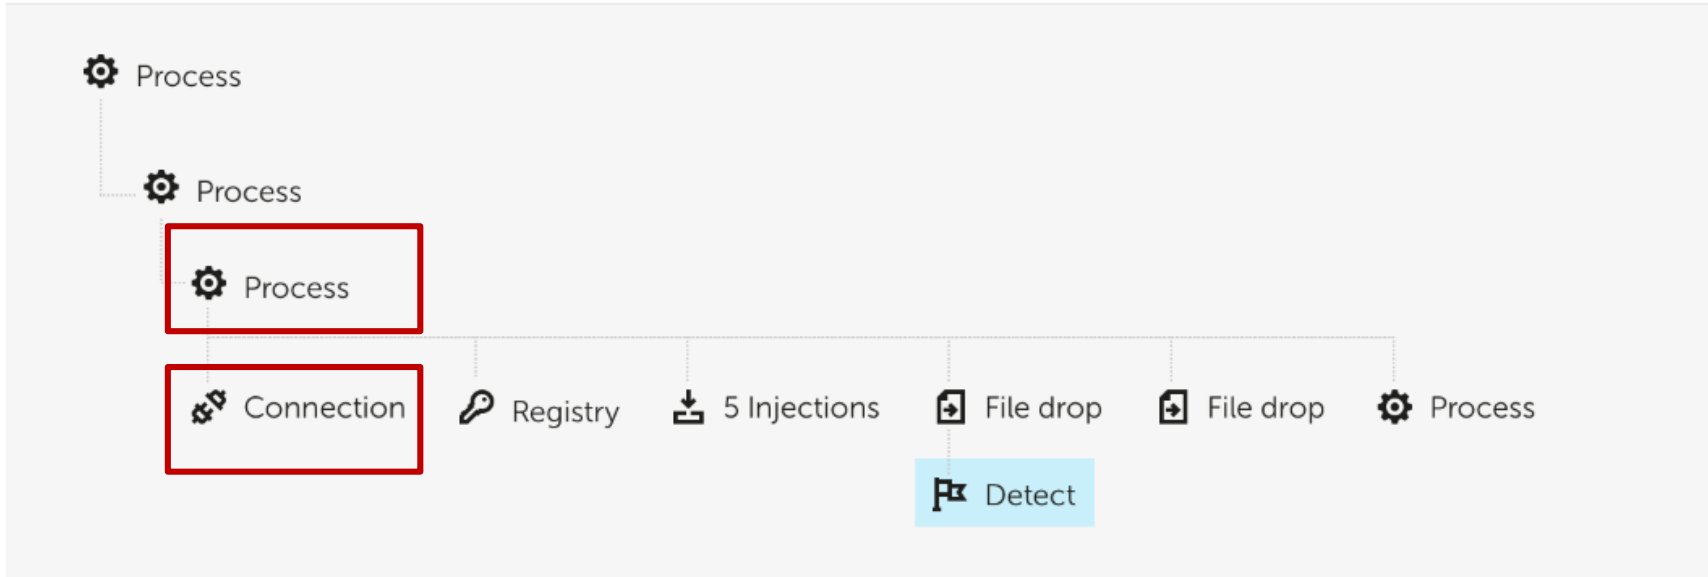 Process
Process
Process
Connection Registry 5 Injections File drop File drop Process
Detect